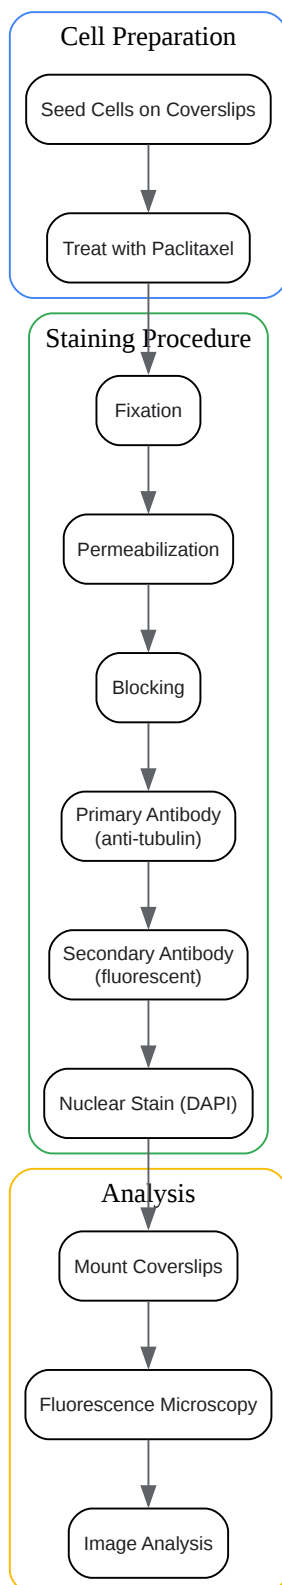 Cell Preparation
Seed Cells on Coverslips
Treat with Paclitaxel
Staining Procedure
Fixation
Permeabilization
Blocking
Primary Antibody
(anti-tubulin)
Secondary Antibody
(fluorescent)
Nuclear Stain (DAPI)
Analysis
Mount Coverslips
Fluorescence Microscopy
Image Analysis